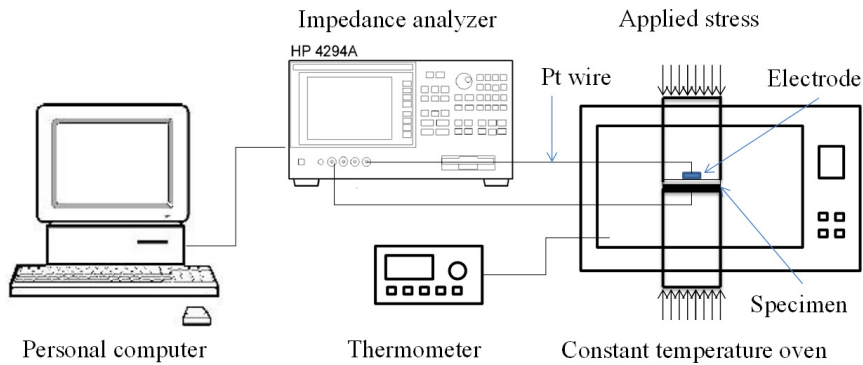 Impedance analyzer
Applied stress
HP 4294A
Pt wire
Electrode
Specimen
Personal computer
Thermometer
Constant temperature oven